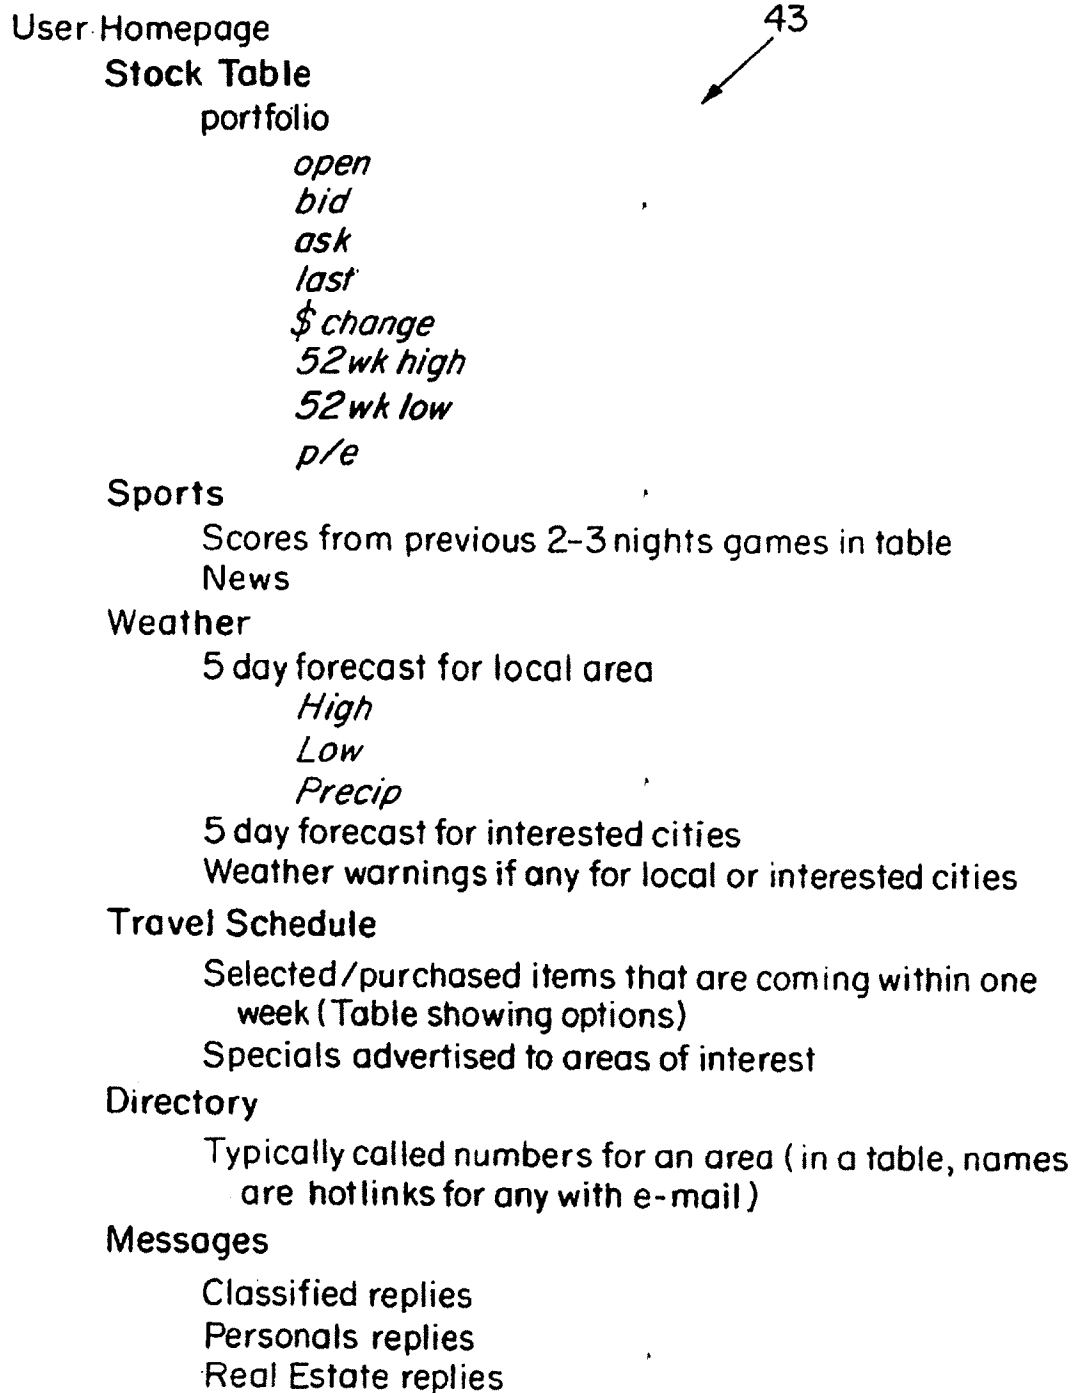 43
User Homepage
Stock Table
portfolio
open
bid
ask
last
$ change
52 wk high
52 wk low
p/e
Sports
Scores from previous 2-3 nights games in table
News
Weather
5 day forecast for local area
High
Low
Precip
5 day forecast for interested cities
Weather warnings if any for local or interested cities
Travel Schedule
Selected/purchased items that are coming within one
week (Table showing options)
Specials advertised to areas of interest
Directory
Typically called numbers for an area (in a table, names
are hotlinks for any with e-mail)
Messages
Classified replies
Personals replies
Real Estate replies